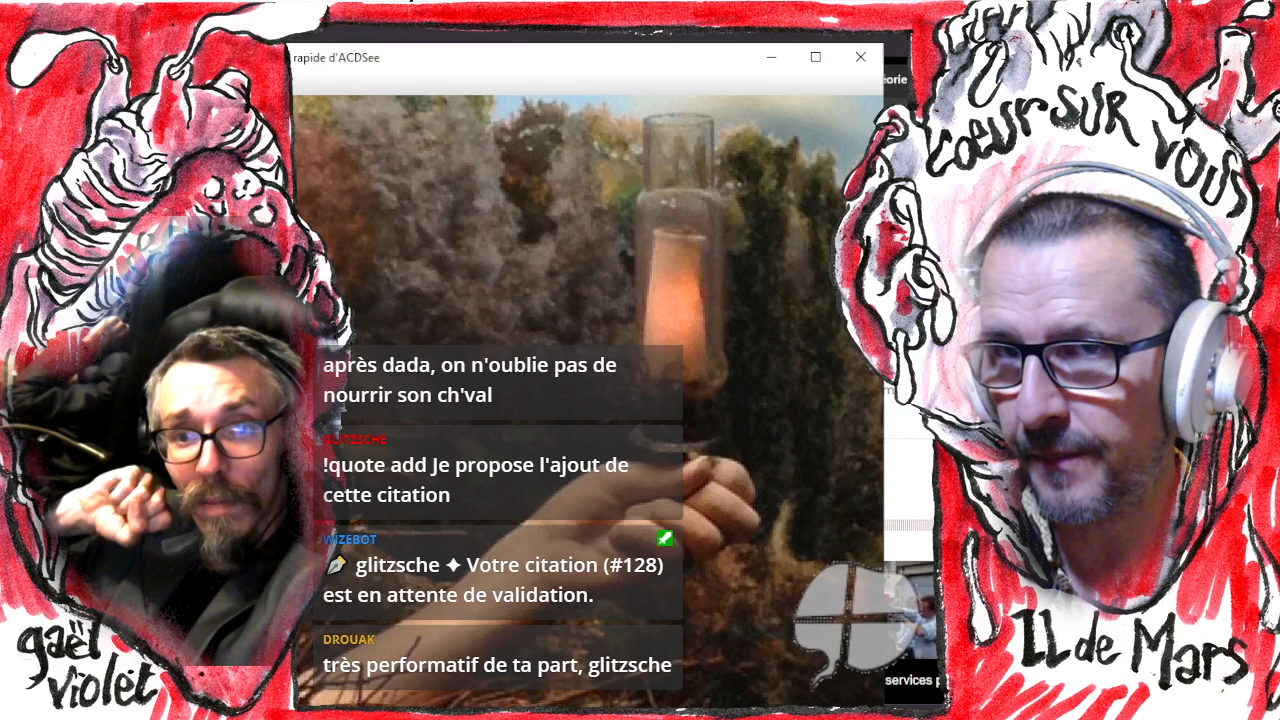 rapide d'ACDSee
éorie
cœur SUR vous
après dada, on n'oublie pas de
nourrir son ch'val
GLITZSCHE
!quote add Je propose l'ajout de
cette citation
WIZEBOT
glitzsche ✦ Votre citation (#128)
est en attente de validation.
DROUAK
très performatif de ta part, glitzsche
gaël
violet
LL de Mars
services p